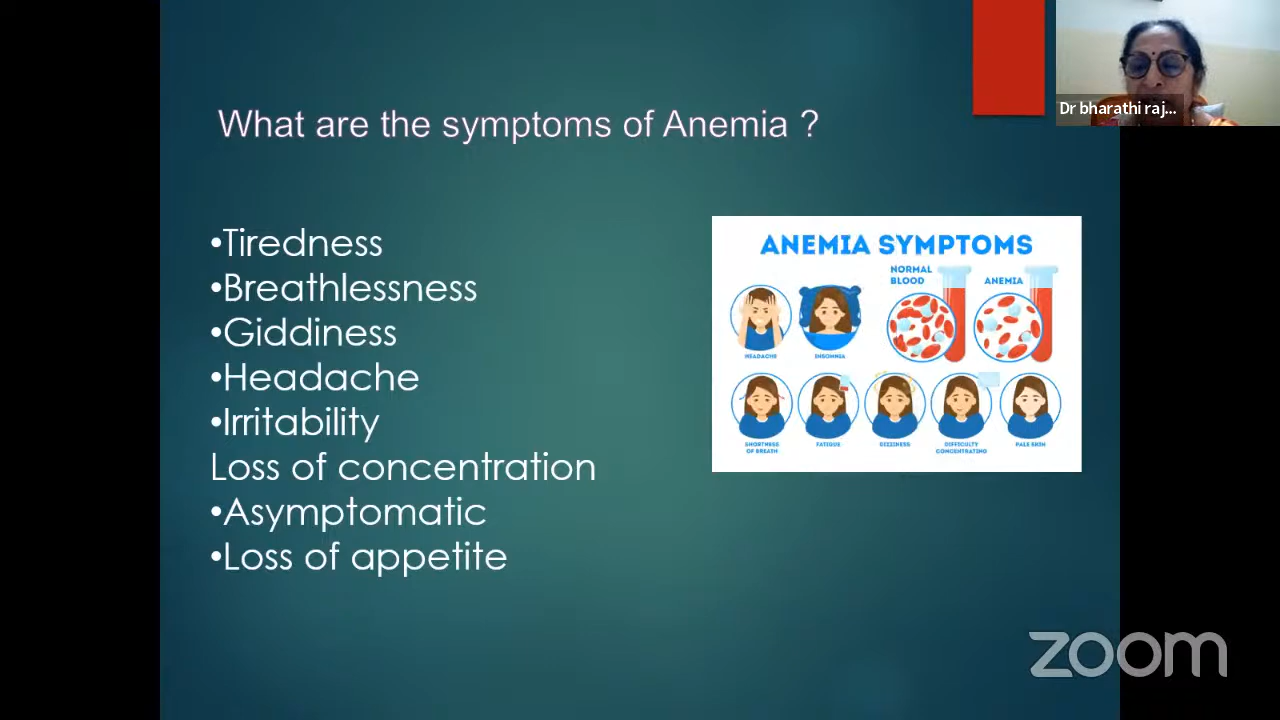 Dr bharathi raj...
What are the symptoms of Anemia ?
•Tiredness
•Breathlessness
•Giddiness
•Headache
•Irritability
Loss of concentration
•Asymptomatic
•Loss of appetite
ANEMIA SYMPTOMS
NORMAL
BLOOD
ANEMIA
HEADACHE
INSOMNIA
SHORTNESS
OF BREATH
FATIGUE
DIZZINESS
DIFFICULTY
CONCENTRATING
PALE SKIN
zoom